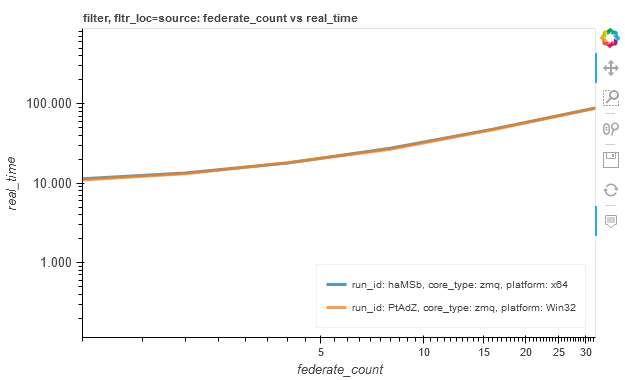 filter, fltr_loc=source: federate_count vs real_time
real_time
100.000
10.000
1.000
run_id: haMSb, core_type: zmq, platform: x64
run_id: PtAdZ, core_type: zmq, platform: Win32
5
10
15
20
25
30
federate_count